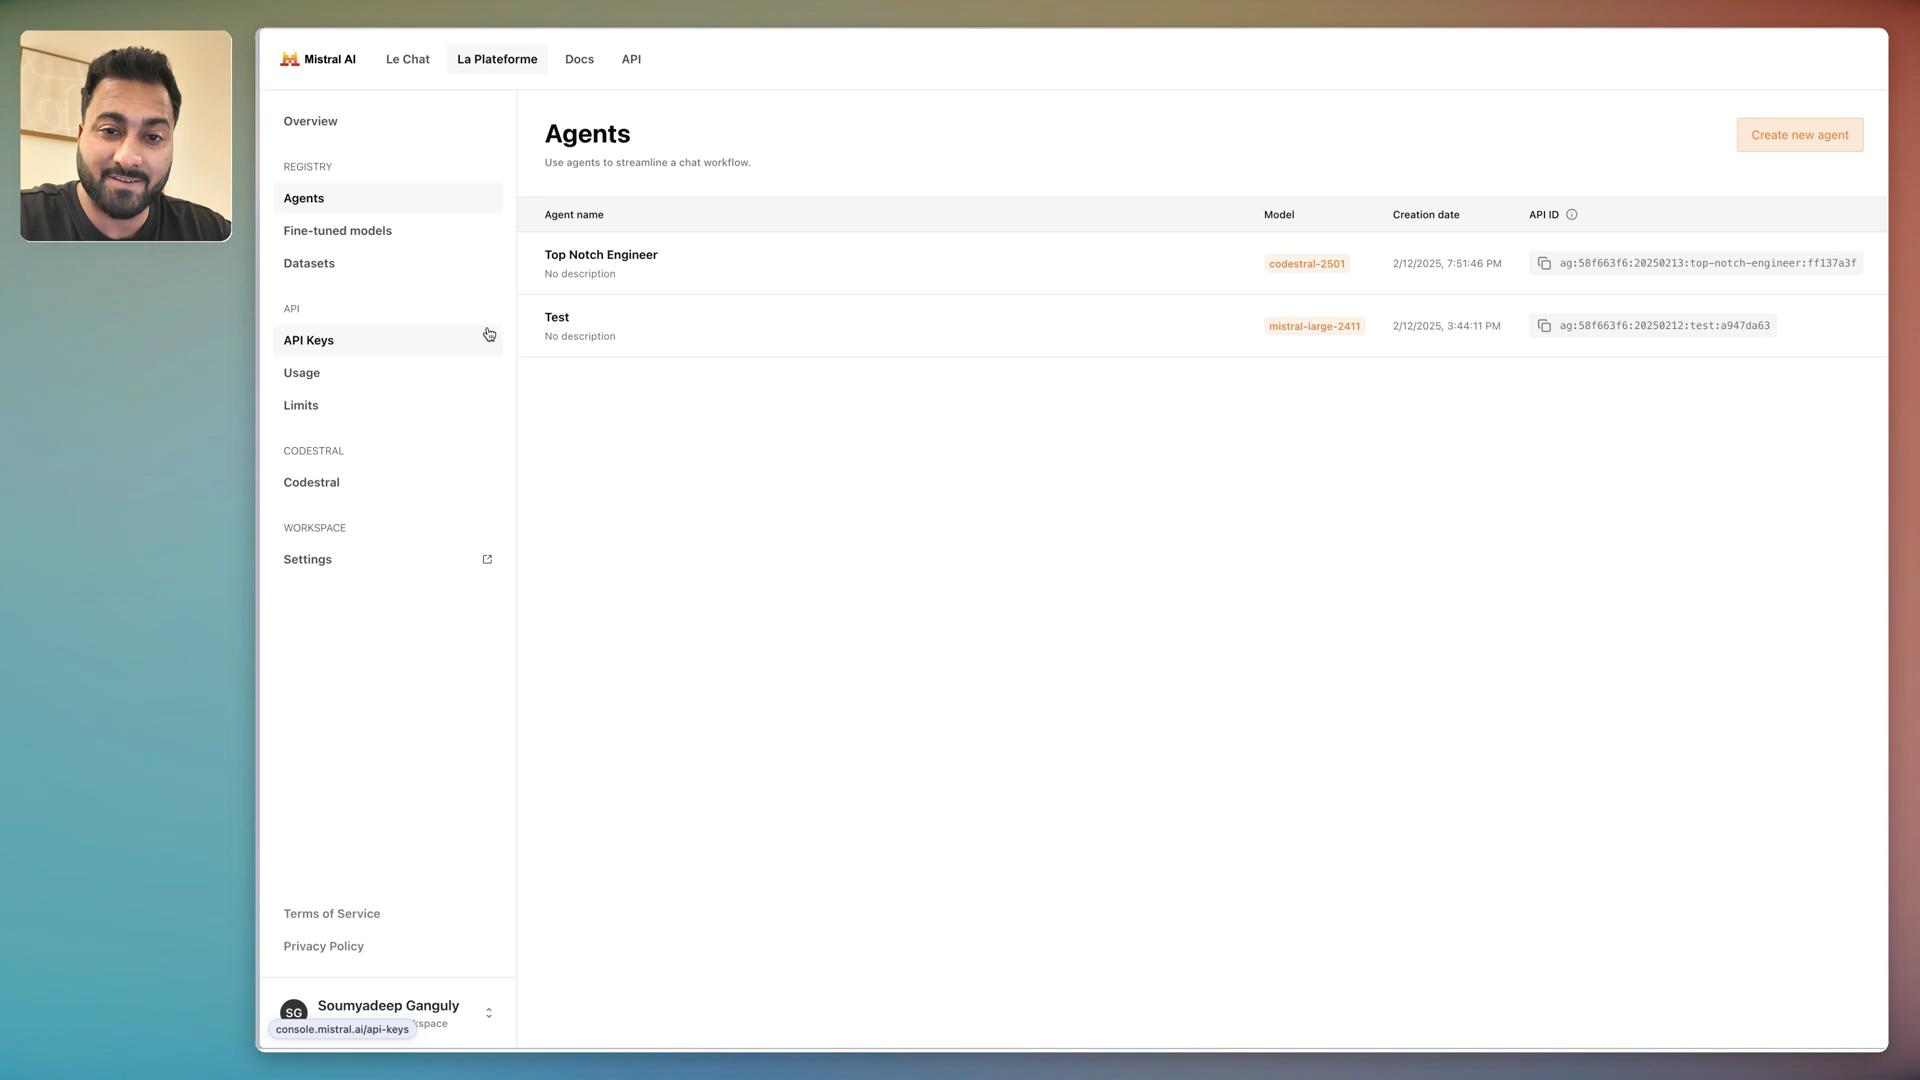 Mistral AI
Le Chat
La Plateforme
Docs
API
Overview
REGISTRY
Agents
Fine-tuned models
Datasets
API
API Keys
Usage
Limits
CODESTRAL
Codestral
WORKSPACE
Settings
Terms of Service
Privacy Policy
SG
Soumyadeep Ganguly
kspace
console.mistral.ai/api-keys
Agents
Use agents to streamline a chat workflow.
Create new agent
Agent name Model Creation date API ID
Top Notch Engineer
No description
codestral-2501 2/12/2025, 7:51:46 PM ag:58f663f6:20250213:top-notch-engineer:ff137a3f
Test
No description
mistral-large-2411 2/12/2025, 3:44:11 PM ag:58f663f6:20250212:test:a947da63